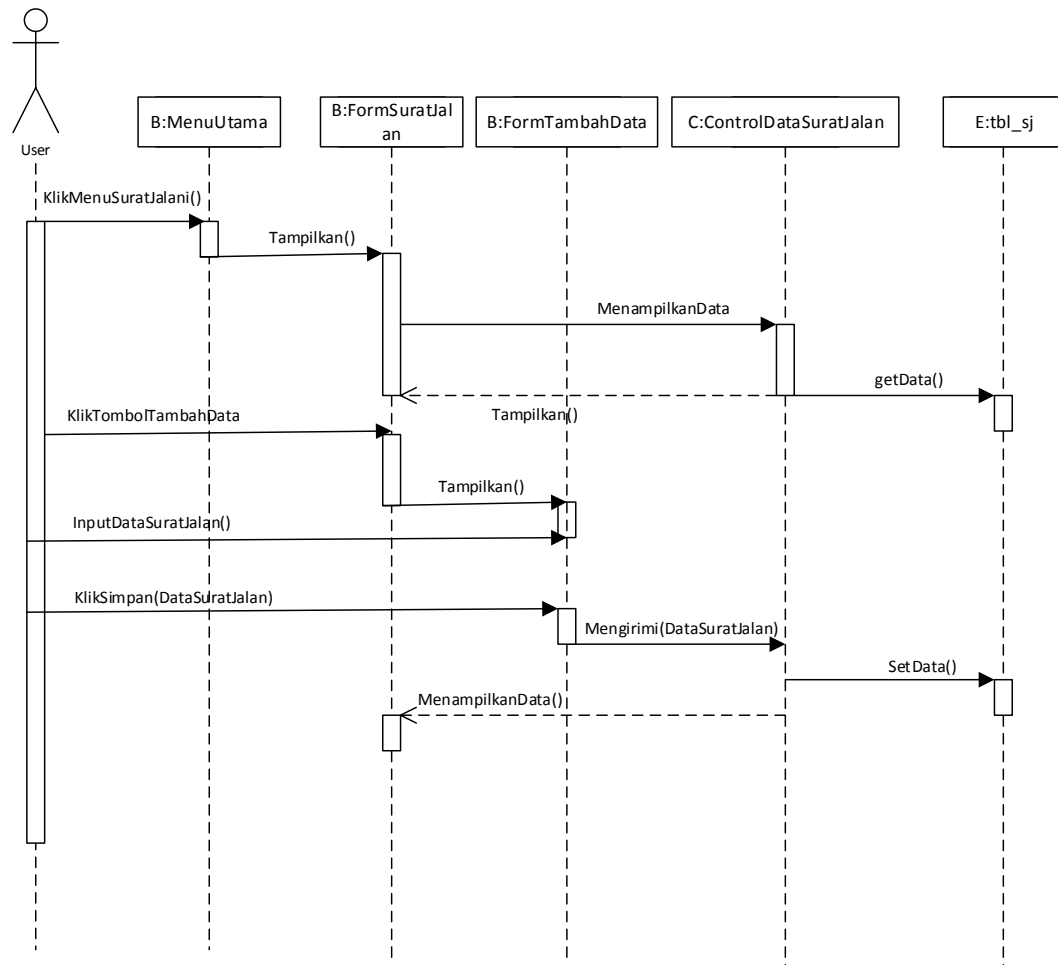 User
B:MenuUtama
B:FormSuratJal
an
B:FormTambahData
C:ControlDataSuratJalan
E:tbl_sj
KlikMenuSuratJalani()
Tampilkan()
MenampilkanData
getData()
Tampilkan()
KlikTombolTambahData
Tampilkan()
InputDataSuratJalan()
KlikSimpan(DataSuratJalan)
Mengirimi(DataSuratJalan)
SetData()
MenampilkanData()